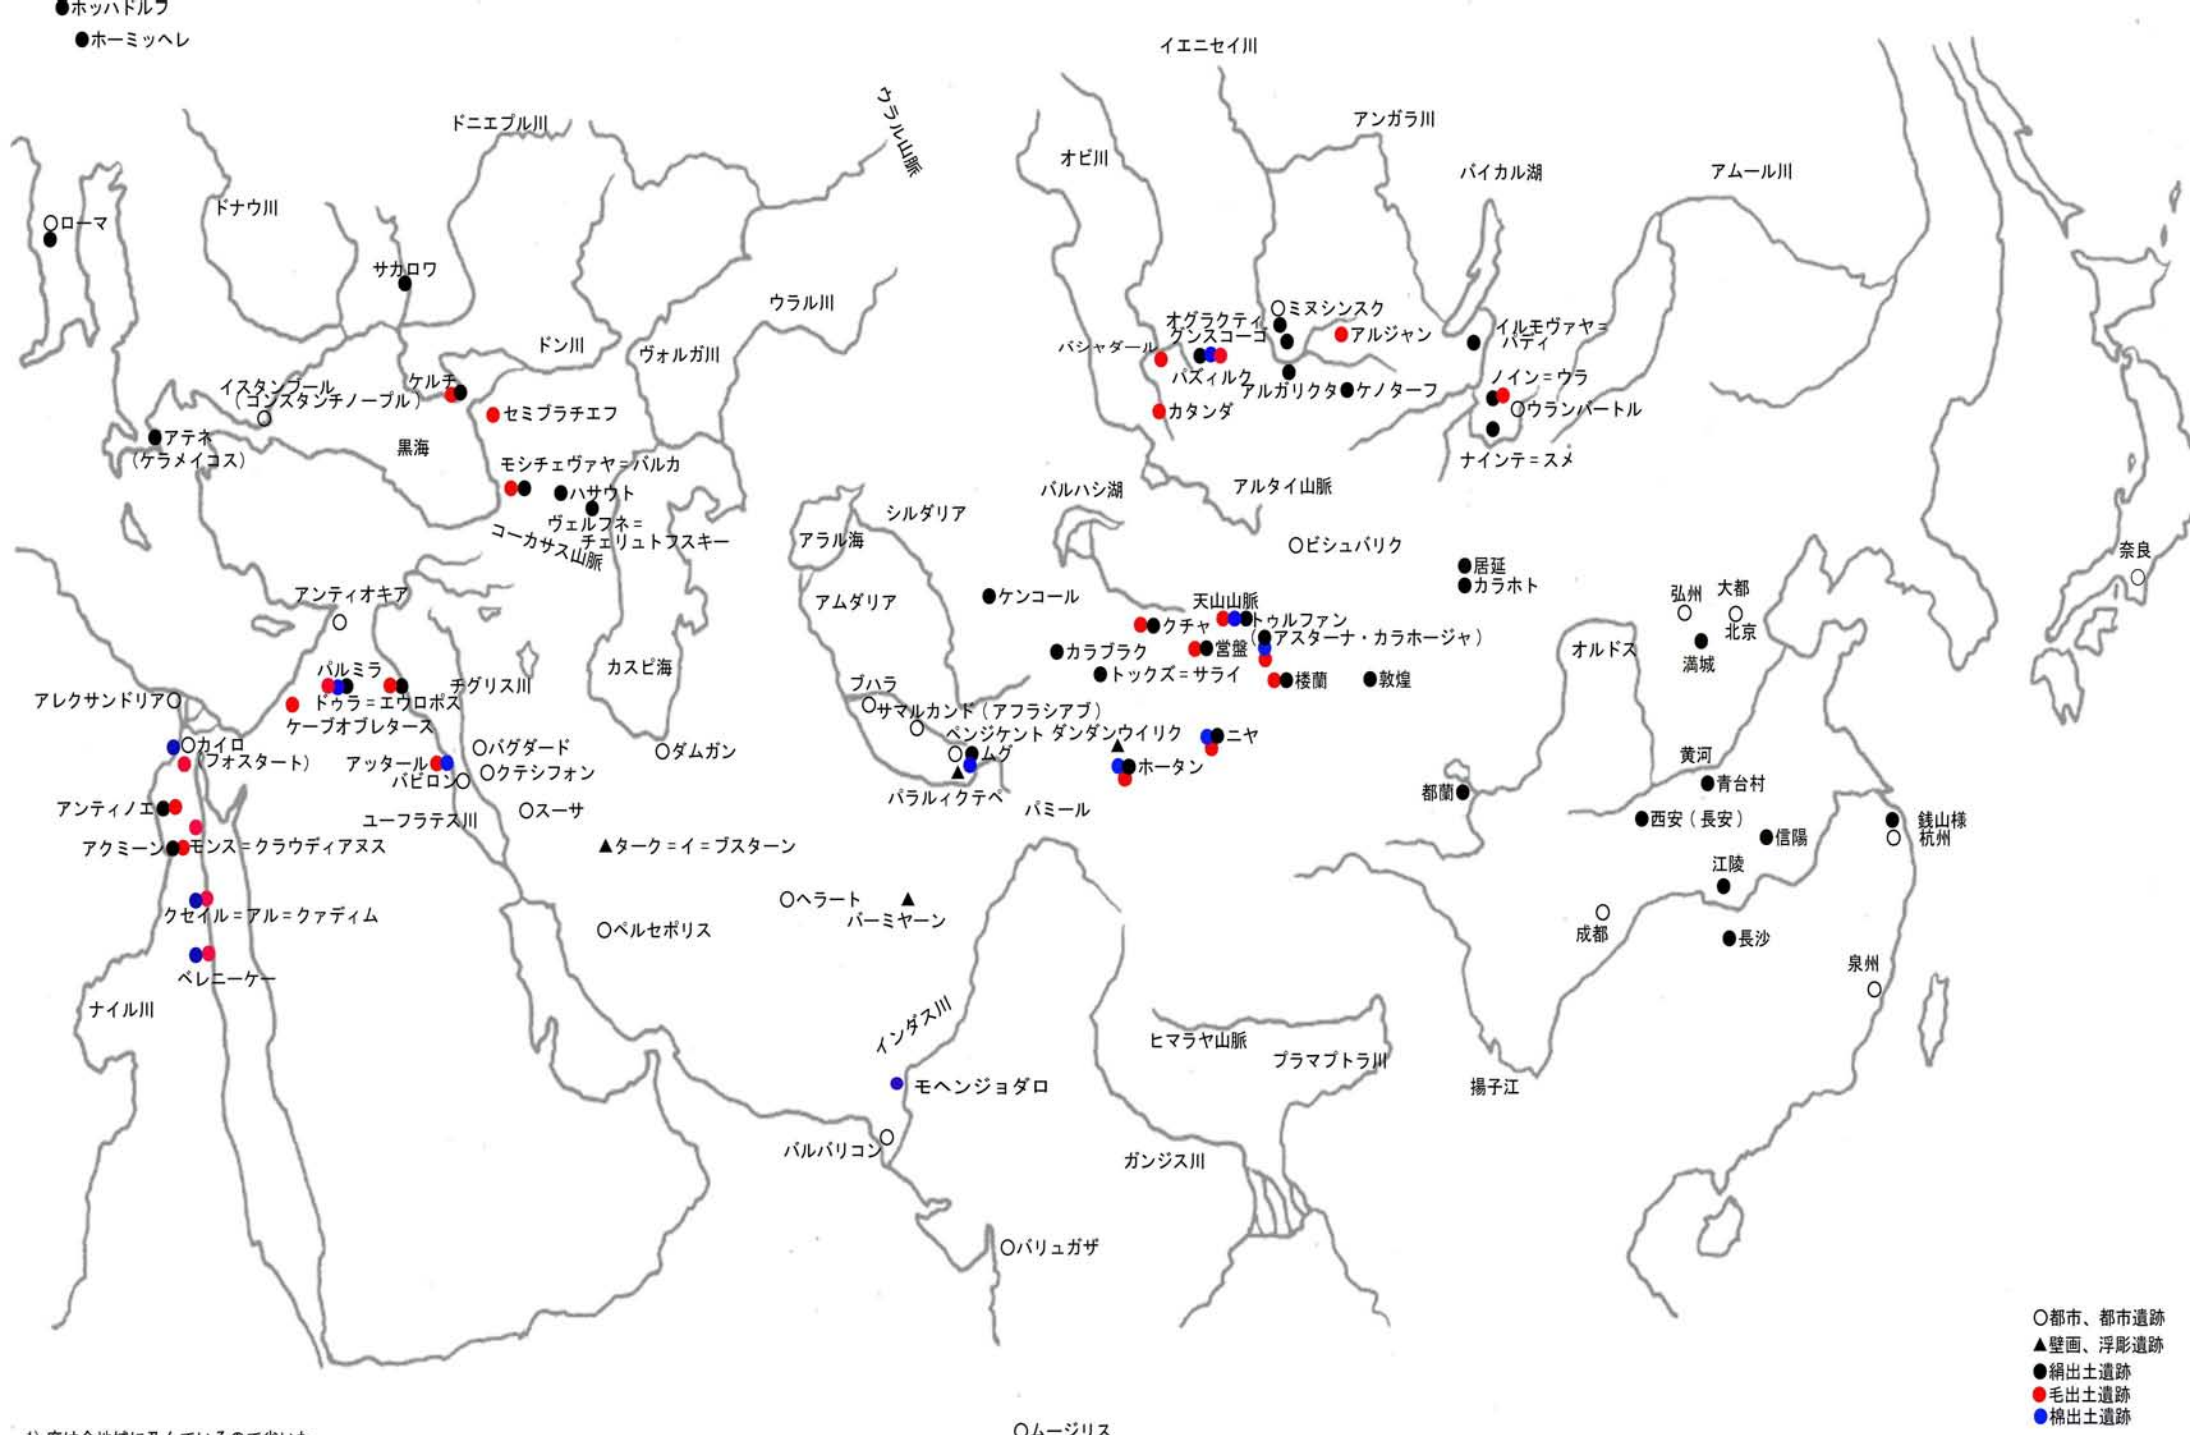 ●ホッハドルフ
●ホーミッヘレ
イエニセイ川
ドニエプル川
ウラル山脈
アンガラ川
オビ川
バイカル湖
アムール川
○ローマ
ドナウ川
サカロワ
ウラル川
ドン川
ヴォルガ川
オグラクティ
○ミヌシンスク
グンスコーゴ
●アルジャン
イルモヴァヤ=
パディ
バシャダール
パズィルク
アルガリクタ
●ケノターフ
ノイン=ウラ
○ウランバートル
●カタンダ
ナインテ=スメ
イスタンブール
(コンスタンチノープル)
ケルチ
●セミブラチエフ
●アテネ
(ケラメイコス)
黒海
モシチェヴァヤ=バルカ
●ハサウト
ヴェルフネ=
チェリュトフスキー
コーカサス山脈
バルハシ湖
アルタイ山脈
アラル海
シルダリア
○ビシュバリク
●居延
●カラホト
奈良
アンティオキア
アムダリア
●ケンコール
天山山脈
弘州
大都
北京
満城
●クチャ
●トゥルファン
(アスターナ・カラホージャ)
●営盤
●カラブラク
●トックズ=サライ
●楼蘭
●敦煌
オルドス
カスピ海
パルミラ
チグリス川
アレクサンドリア○
ドゥラ=エウロポス
ケーブオブレタース
ブハラ
サマルカンド(アフラシアブ)
ペンジケント
ダンダンウイリク
●ニヤ
○カイロ
(フォスタート)
○バグダード
○ダムガン
●ムグ
アッタール
○クテシフォン
バビロン○
●ホータン
黄河
●青台村
都蘭●
パラルィクテペ
パミール
アンティノエ
ユーフラテス川
○スーサ
●西安(長安)
●信陽
銭山様
杭州
アクミーン
●モンス=クラウディアヌス
▲ターク=イ=ブスターン
江陵
○ヘラート
バーミヤーン
クセイル=アル=クァディム
○ペルセポリス
成都
●長沙
ベレニーケー
泉州
ナイル川
インダス川
ヒマラヤ山脈
プラマプトラ川
モヘンジョダロ
揚子江
バルバリコン
ガンジス川
○バリュガザ
○都市、都市遺跡
▲壁画、浮彫遺跡
●絹出土遺跡
●毛出土遺跡
●棉出土遺跡
○ムージリス